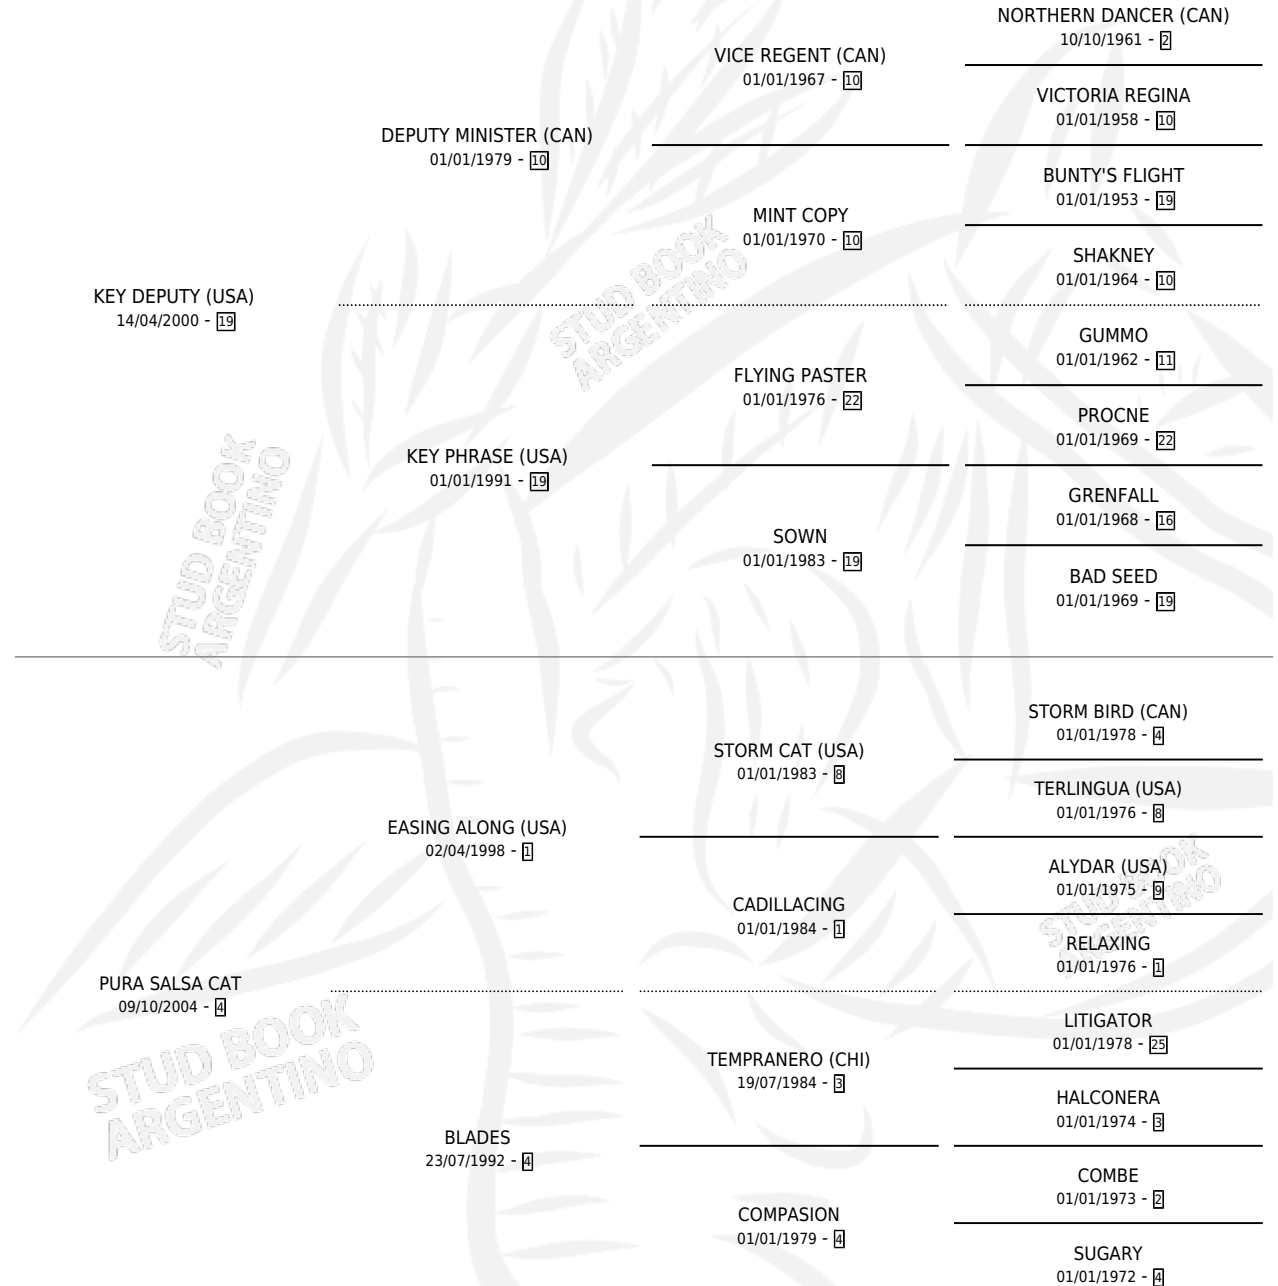 NORTHERN DANCER (CAN)
10/10/1961 - 2
VICE REGENT (CAN)
01/01/1967 - 10
VICTORIA REGINA
01/01/1958 - 10
DEPUTY MINISTER (CAN)
01/01/1979 - 10
BUNTY'S FLIGHT
01/01/1953 - 19
MINT COPY
01/01/1970 - 10
SHAKNEY
01/01/1964 - 10
KEY DEPUTY (USA)
14/04/2000 - 19
STUD BOOK
ARGENTINO
GUMMO
01/01/1962 - 11
FLYING PASTER
01/01/1976 - 22
PROCNE
01/01/1969 - 22
KEY PHRASE (USA)
01/01/1991 - 19
GRENFALL
01/01/1968 - 16
SOWN
01/01/1983 - 19
BAD SEED
01/01/1969 - 19
STUD BOOK
ARGENTINO
STORM BIRD (CAN)
01/01/1978 - 4
STORM CAT (USA)
01/01/1983 - 8
TERLINGUA (USA)
01/01/1976 - 8
EASING ALONG (USA)
02/04/1998 - 1
ALYDAR (USA)
01/01/1975 - 9
CADILLACING
01/01/1984 - 1
RELAXING
01/01/1976 - 1
STUD BOOK
ARGENTINO
PURA SALSA CAT
09/10/2004 - 4
LITIGATOR
01/01/1978 - 25
TEMPRANERO (CHI)
19/07/1984 - 3
HALCONERA
01/01/1974 - 3
STUD BOOK
ARGENTINO
BLADES
23/07/1992 - 4
COMBE
01/01/1973 - 2
COMPASION
01/01/1979 - 4
SUGARY
01/01/1972 - 4